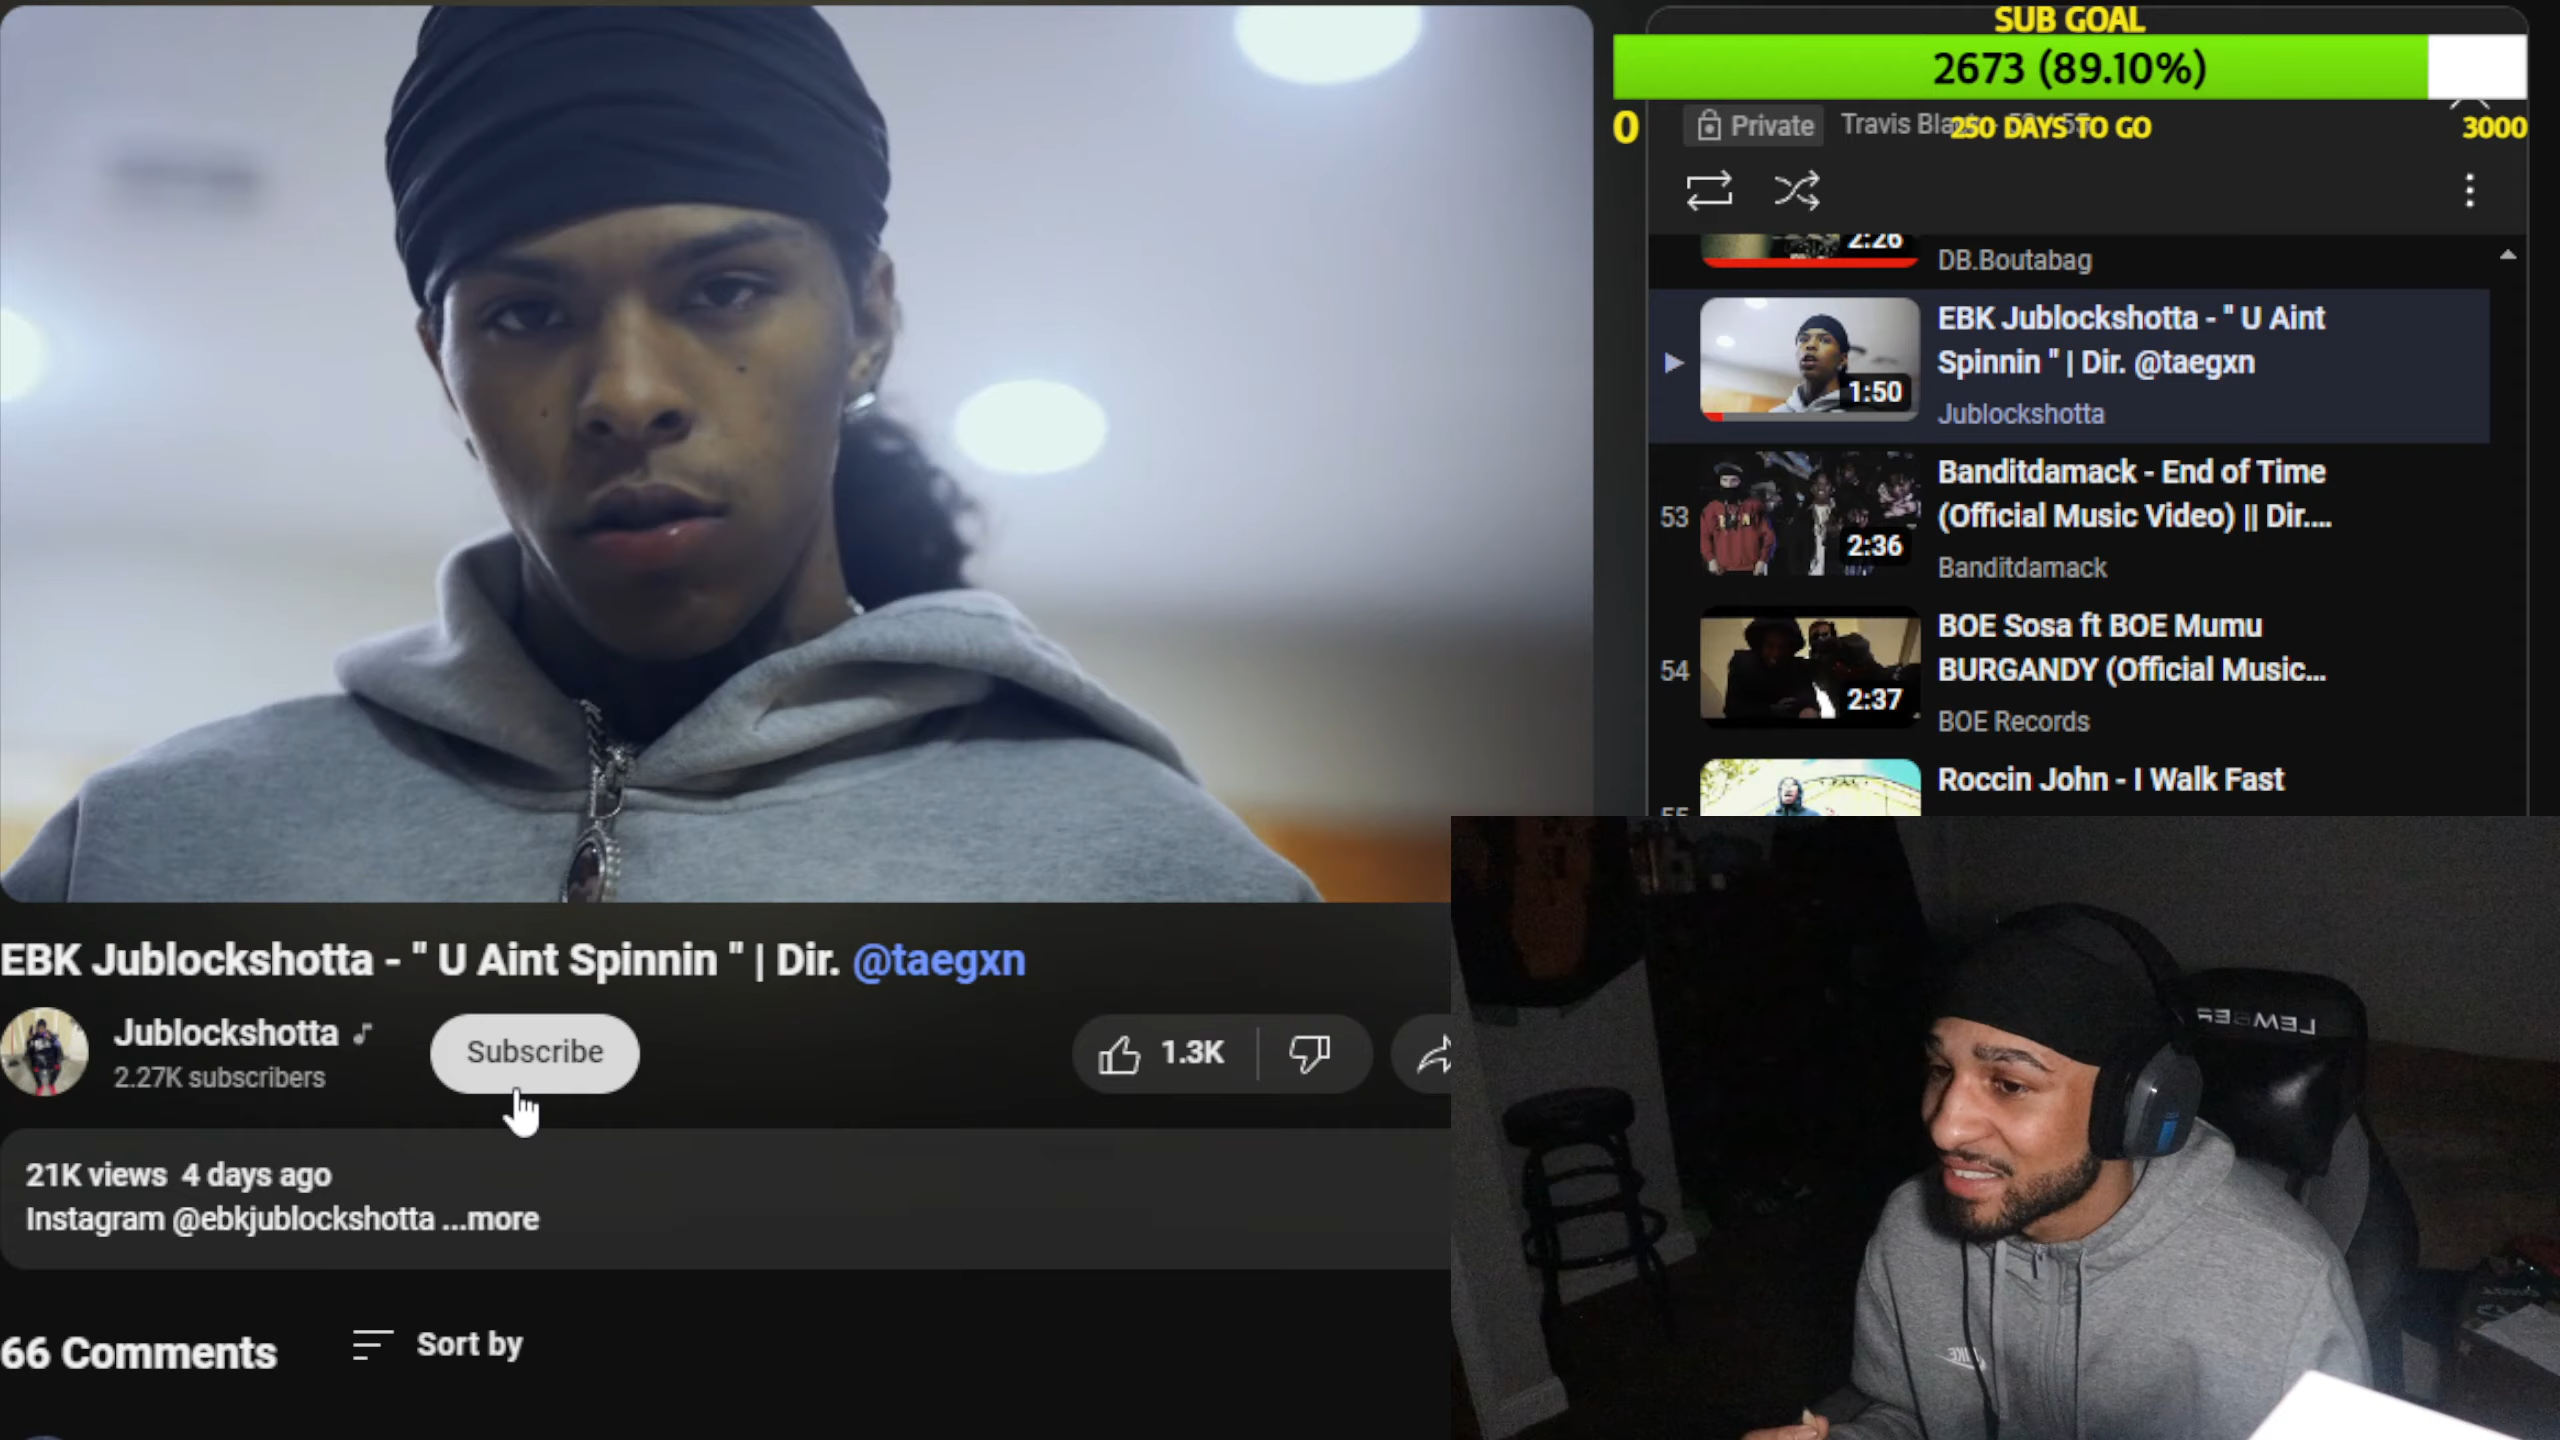 SUB GOAL
2673 (89.10%)
0
250 DAYS TO GO
3000
Private
Travis
2:26
DB.Boutabag
EBK Jublockshotta - " U Aint
Spinnin " | Dir. @taegxn
1:50
Jublockshotta
53
Banditdamack - End of Time
(Official Music Video) || Dir....
2:36
Banditdamack
54
BOE Sosa ft BOE Mumu
BURGANDY (Official Music...
2:37
BOE Records
55
Roccin John - I Walk Fast
EBK Jublockshotta - " U Aint Spinnin " | Dir. @taegxn
Jublockshotta
2.27K subscribers
Subscribe
1.3K
21K views 4 days ago
Instagram @ebkjublockshotta ...more
66 Comments
Sort by
NIKE